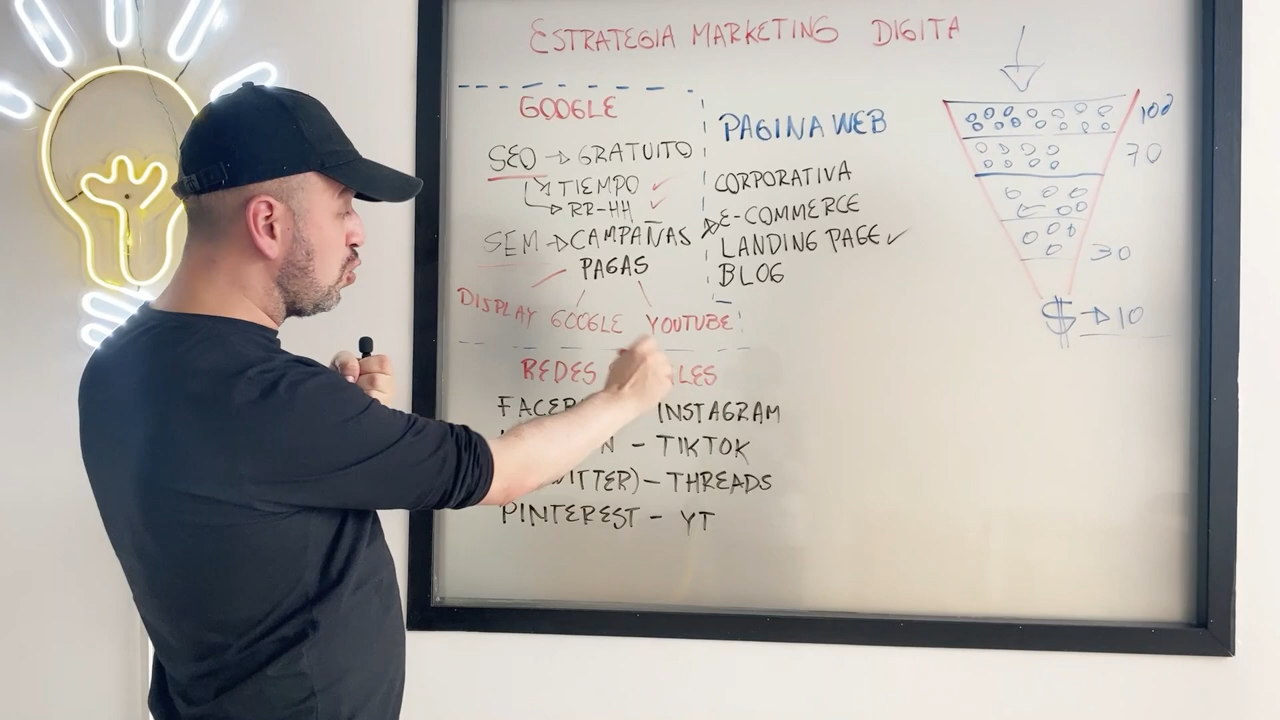 ESTRATEGIA MARKETING DIGITA
GOOGLE
SEO → GRATUITO
TIEMPO ✓
RR-HH ✓
SEM → CAMPAÑAS
PAGAS
DISPLAY GOOGLE YOUTUBE
PAGINA WEB
CORPORATIVA
E-COMMERCE
LANDING PAGE ✓
BLOG
REDES
INSTAGRAM
- TIKTOK
- THREADS
PINTEREST - YT
100
70
30
$ → 10